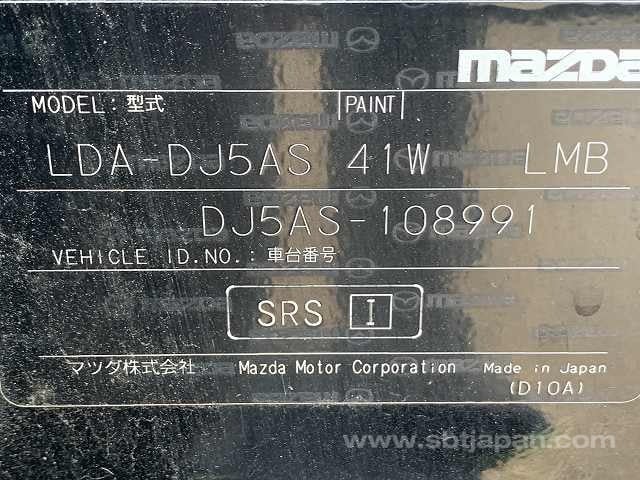 mazda
MODEL: 型式 PAINT
LDA-DJ5AS 41W LMB
DJ5AS-108991
VEHICLE ID.NO.: 車台番号
SRS I
マツダ株式会社 Mazda Motor Corporation Made in Japan
(D10A)
www.sbtjapan.com